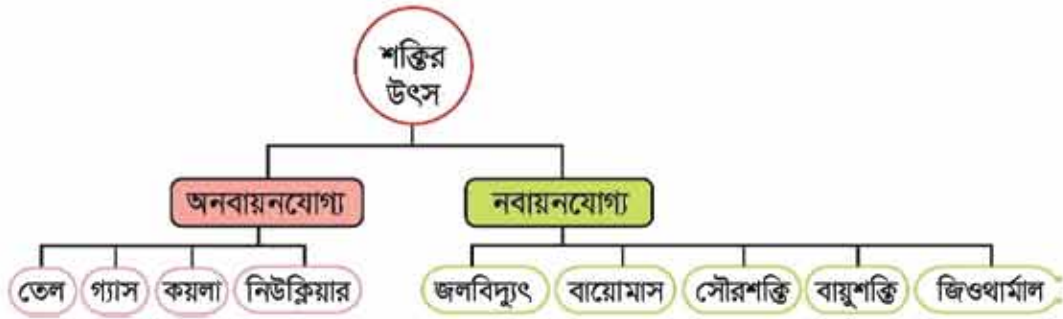 শক্তির
উৎস
অনবায়নযোগ্য
নবায়নযোগ্য
তেল
গ্যাস
কয়লা
নিউক্লিয়ার
জলবিদ্যুৎ
বায়োমাস
সৌরশক্তি
বায়ুশক্তি
জিওথার্মাল